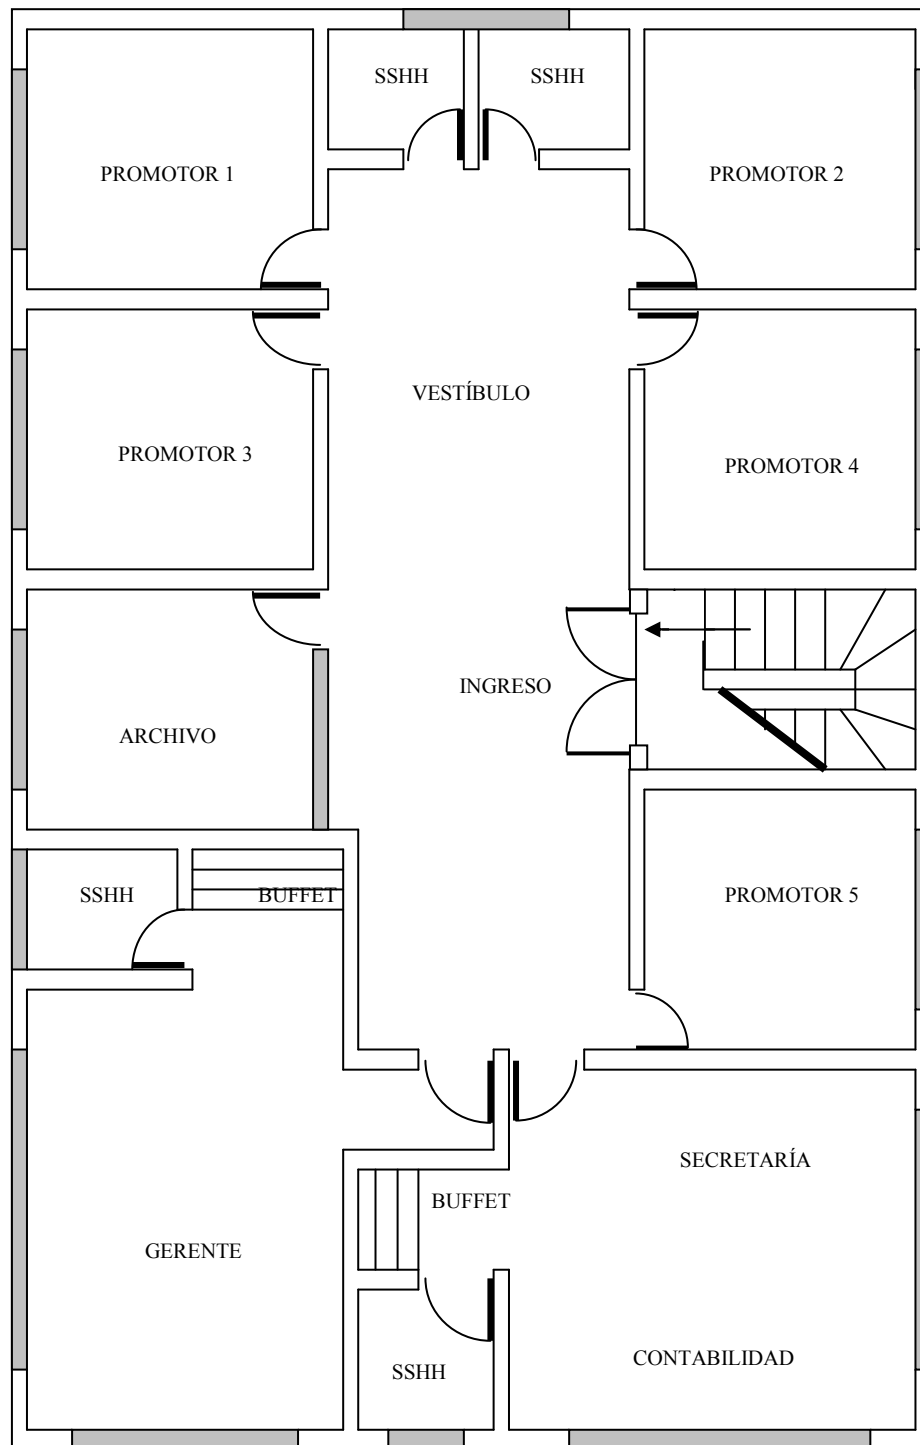 SSHH
SSHH
PROMOTOR 1
PROMOTOR 2
VESTÍBULO
PROMOTOR 3
PROMOTOR 4
INGRESO
ARCHIVO
SSHH
BUFFET
PROMOTOR 5
SECRETARÍA
BUFFET
GERENTE
CONTABILIDAD
SSHH